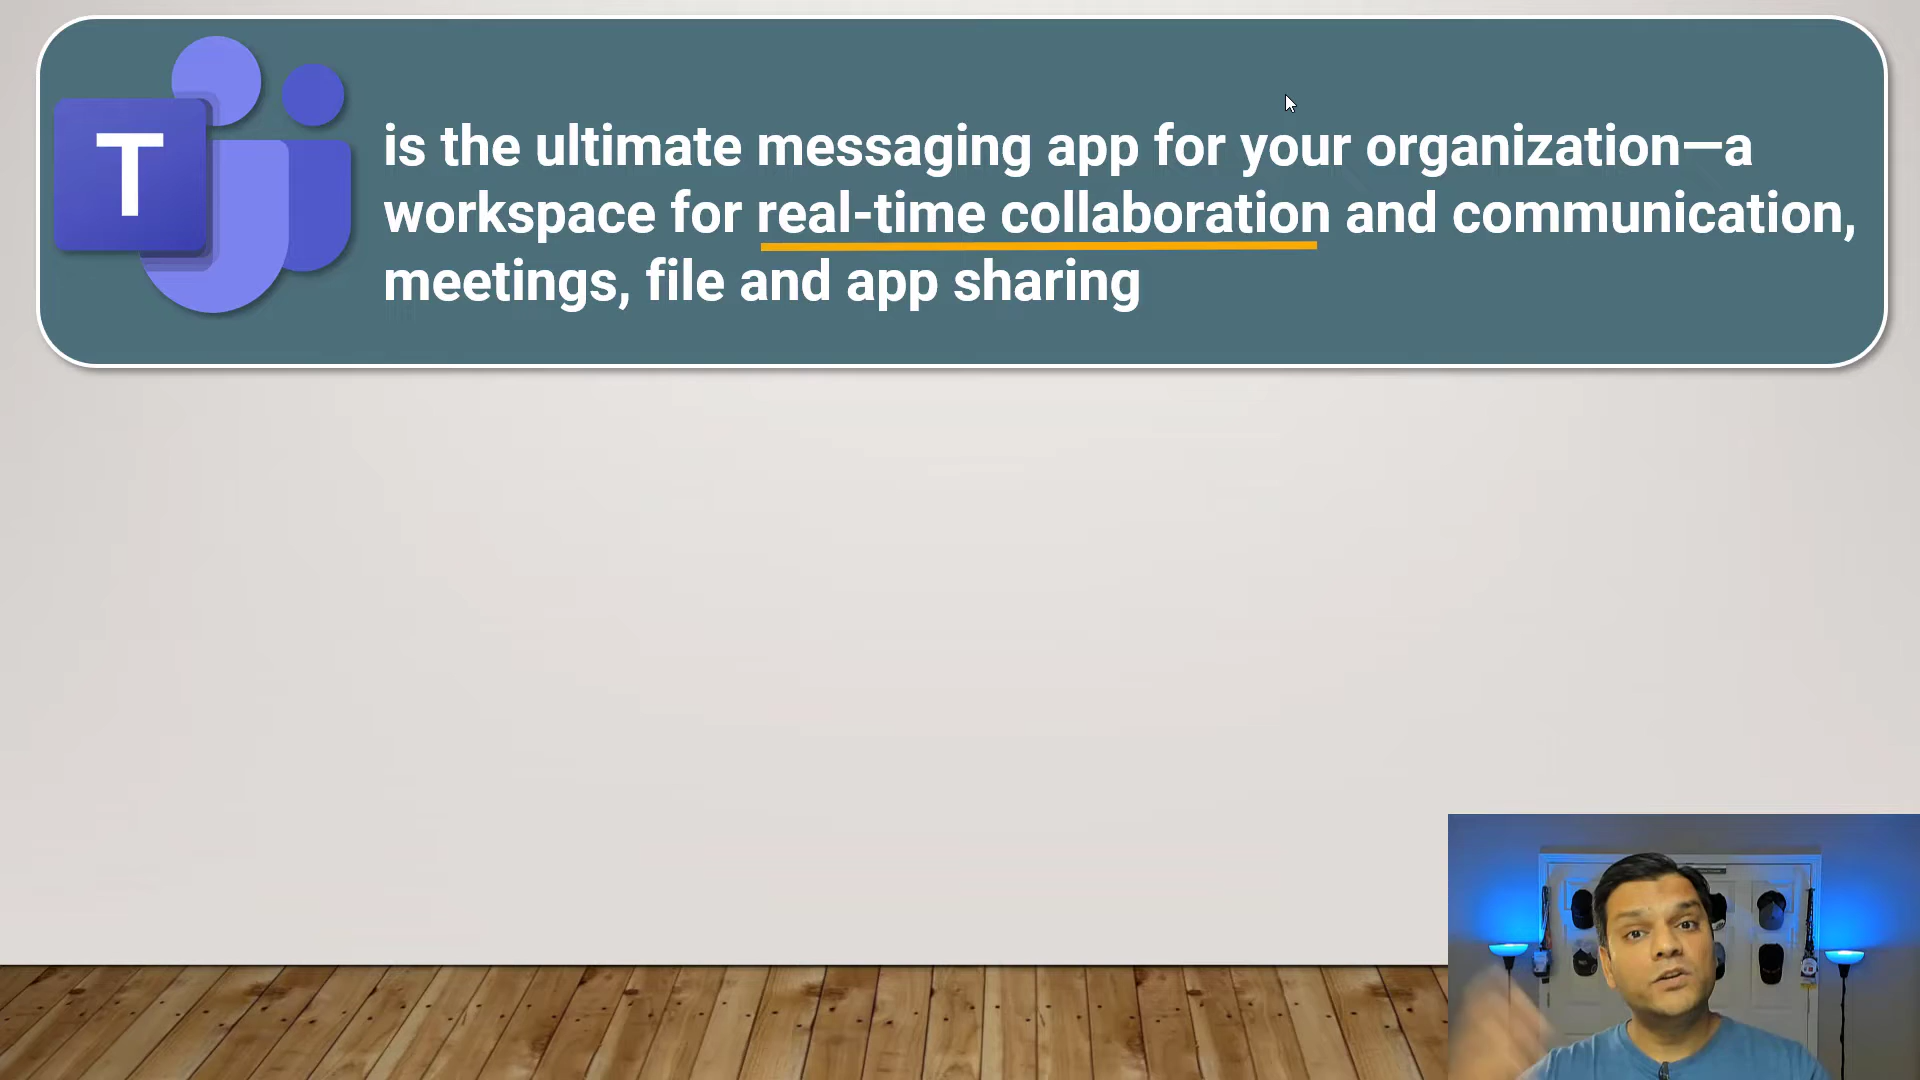 T
is the ultimate messaging app for your organization—a
workspace for real-time collaboration and communication,
meetings, file and app sharing